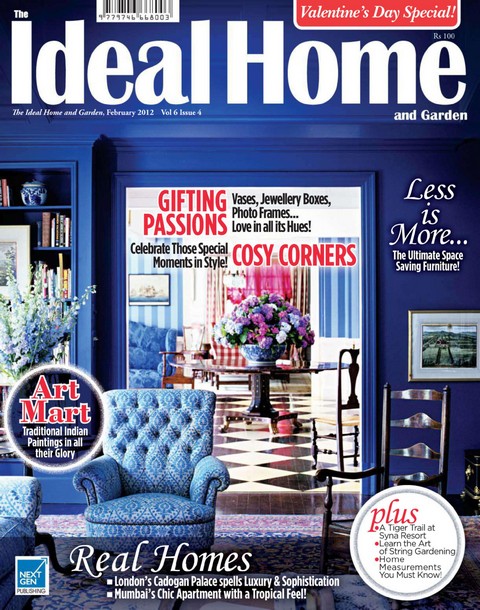 Valentine's Day Special!
9 779746 668003
The
Ideal Home
Rs 100
and Garden
The Ideal Home and Garden, February 2012 Vol 6 Issue 4
GIFTING
PASSIONS
Vases, Jewellery Boxes,
Photo Frames...
Love in all its Hues!
Celebrate Those Special
Moments in Style!
COSY CORNERS
Less
is
More...
The Ultimate Space
Saving Furniture!
Art
Mart
Traditional Indian
Paintings in all
their Glory
plus
•A Tiger Trail at
Syna Resort
•Learn the Art
of String Gardening
•Home
Measurements
You Must Know!
Real Homes
■ London's Cadogan Palace spells Luxury & Sophistication
■ Mumbai's Chic Apartment with a Tropical Feel!
NEXT
GEN
PUBLISHING